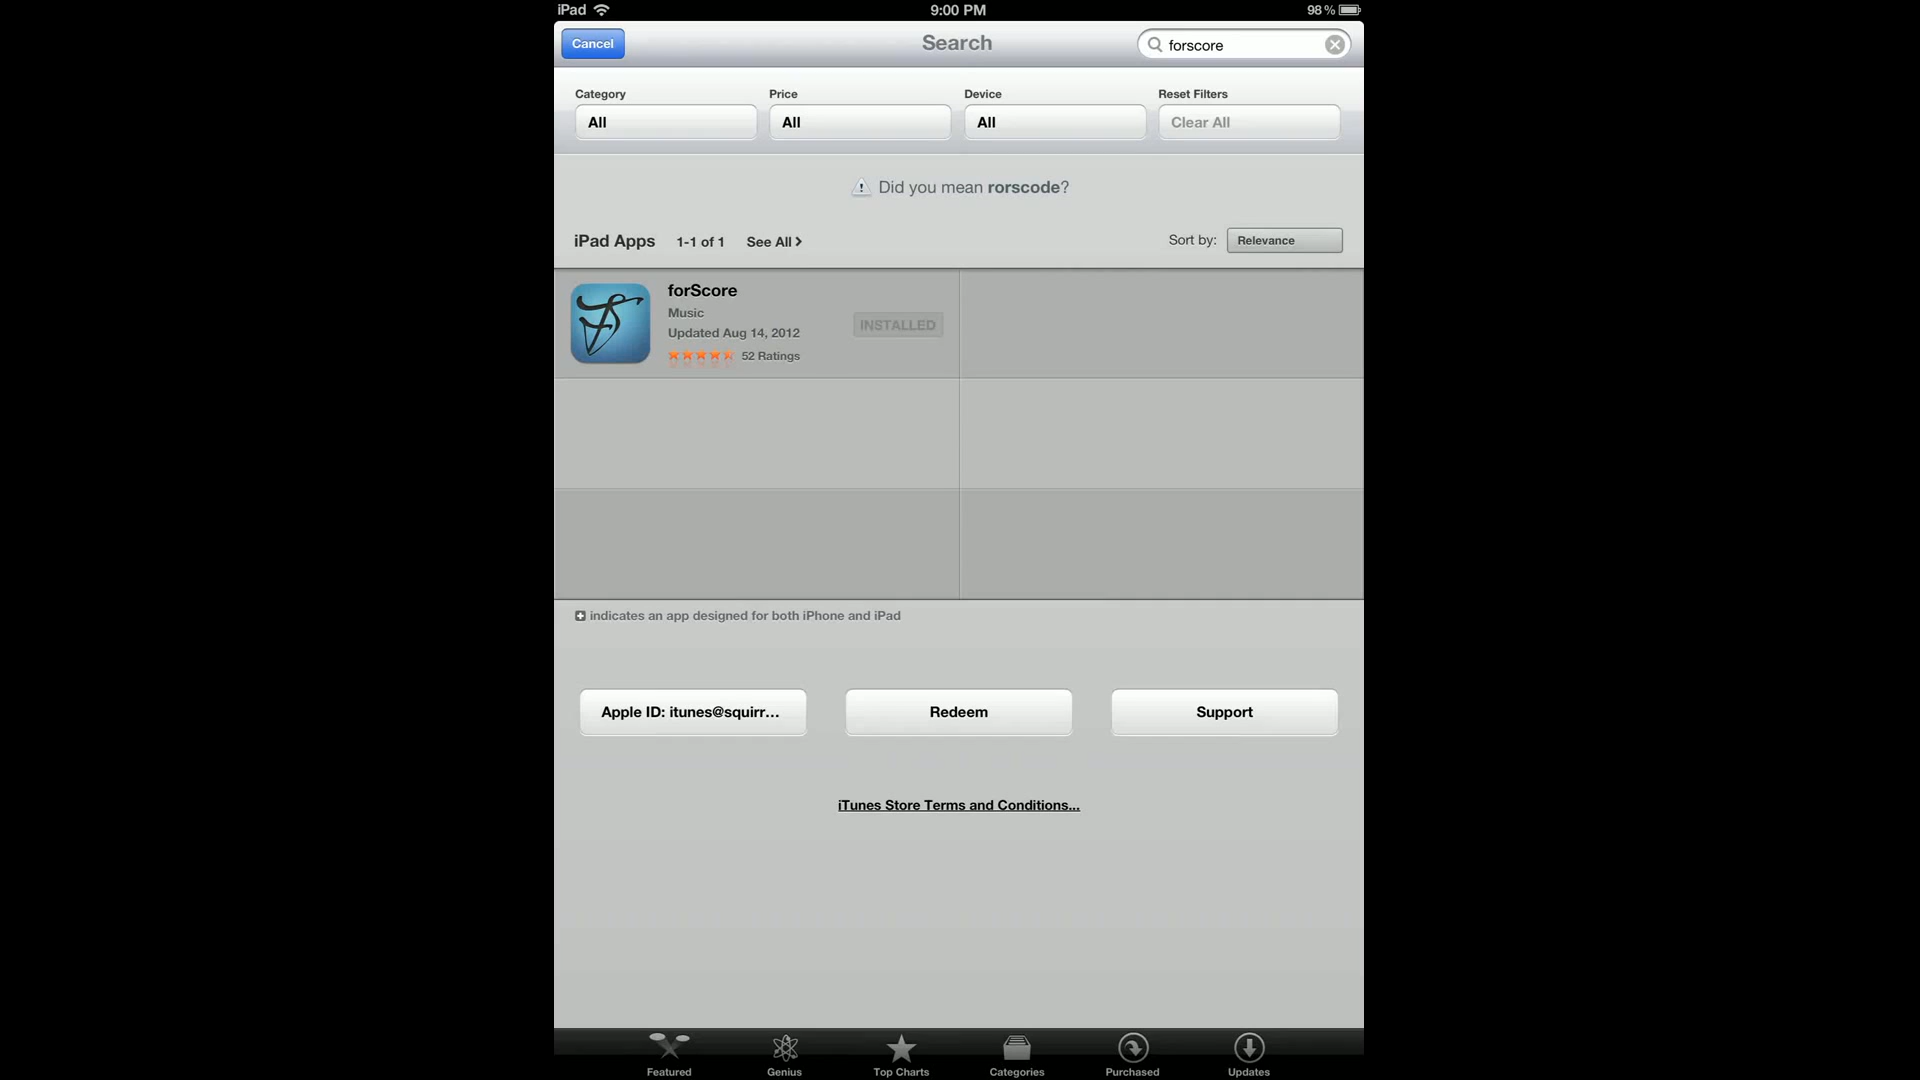 iPad 9:00 PM 98%
Cancel Search forscore
Category Price Device Reset Filters
All All All Clear All
Did you mean rorscode?
iPad Apps 1-1 of 1 See All Sort by: Relevance
forScore
Music
Updated Aug 14, 2012
INSTALLED
52 Ratings
indicates an app designed for both iPhone and iPad
Apple ID: itunes@squirr... Redeem Support
iTunes Store Terms and Conditions...
Featured Genius Top Charts Categories Purchased Updates